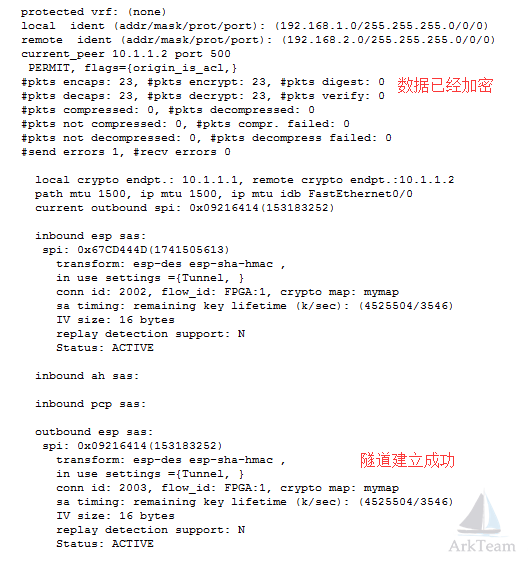 protected vrf: (none)
local  ident (addr/mask/prot/port): (192.168.1.0/255.255.255.0/0/0)
remote  ident (addr/mask/prot/port): (192.168.2.0/255.255.255.0/0/0)
current_peer 10.1.1.2 port 500
PERMIT, flags={origin_is_acl,}
#pkts encaps: 23, #pkts encrypt: 23, #pkts digest: 0
#pkts decaps: 23, #pkts decrypt: 23, #pkts verify: 0
数据已经加密
#pkts compressed: 0, #pkts decompressed: 0
#pkts not compressed: 0, #pkts compr. failed: 0
#pkts not decompressed: 0, #pkts decompress failed: 0
#send errors 1, #recv errors 0
local crypto endpt.: 10.1.1.1, remote crypto endpt.:10.1.1.2
path mtu 1500, ip mtu 1500, ip mtu idb FastEthernet0/0
current outbound spi: 0x09216414(153183252)
inbound esp sas:
spi: 0x67CD444D(1741505613)
transform: esp-des esp-sha-hmac ,
in use settings ={Tunnel, }
conn id: 2002, flow_id: FPGA:1, crypto map: mymap
sa timing: remaining key lifetime (k/sec): (4525504/3546)
IV size: 16 bytes
replay detection support: N
Status: ACTIVE
inbound ah sas:
inbound pcp sas:
outbound esp sas:
spi: 0x09216414(153183252)
transform: esp-des esp-sha-hmac ,
隧道建立成功
in use settings ={Tunnel, }
conn id: 2003, flow_id: FPGA:1, crypto map: mymap
sa timing: remaining key lifetime (k/sec): (4525504/3546)
IV size: 16 bytes
replay detection support: N
Status: ACTIVE
ArkTeam